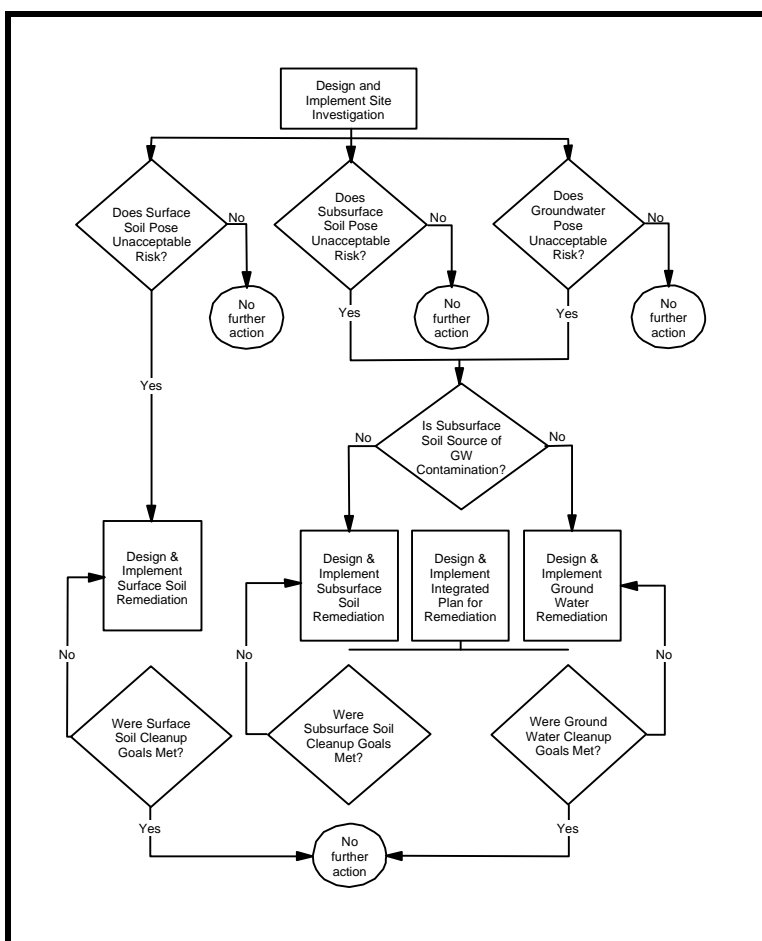 Design and
Implement Site
Investigation
Does Surface
Soil Pose
Unacceptable
Risk?
No
No
further
action
Does
Subsurface
Soil Pose
Unacceptable
Risk?
No
No
further
action
Does
Groundwater
Pose
Unacceptable
Risk?
No
No
further
action
Yes
Yes
Yes
Is Subsurface
Soil Source of
GW
Contamination?
No
No
Design &
Implement
Surface Soil
Remediation
Design &
Implement
Subsurface
Soil
Remediation
Design &
Implement
Integrated
Plan for
Remediation
Design &
Implement
Ground
Water
Remediation
No
No
No
Were Surface
Soil Cleanup
Goals Met?
Were
Subsurface Soil
Cleanup Goals
Met?
Were Ground
Water Cleanup
Goals Met?
Yes
Yes
No
further
action